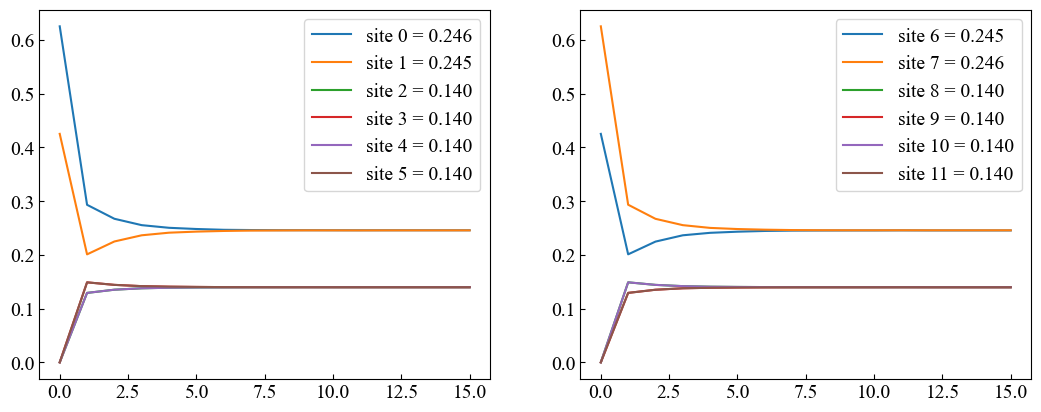 0.6
0.5
0.4
0.3
0.2
0.1
0.0
0.0 2.5 5.0 7.5 10.0 12.5 15.0
site 0 = 0.246
site 1 = 0.245
site 2 = 0.140
site 3 = 0.140
site 4 = 0.140
site 5 = 0.140
0.6
0.5
0.4
0.3
0.2
0.1
0.0
0.0 2.5 5.0 7.5 10.0 12.5 15.0
site 6 = 0.245
site 7 = 0.246
site 8 = 0.140
site 9 = 0.140
site 10 = 0.140
site 11 = 0.140